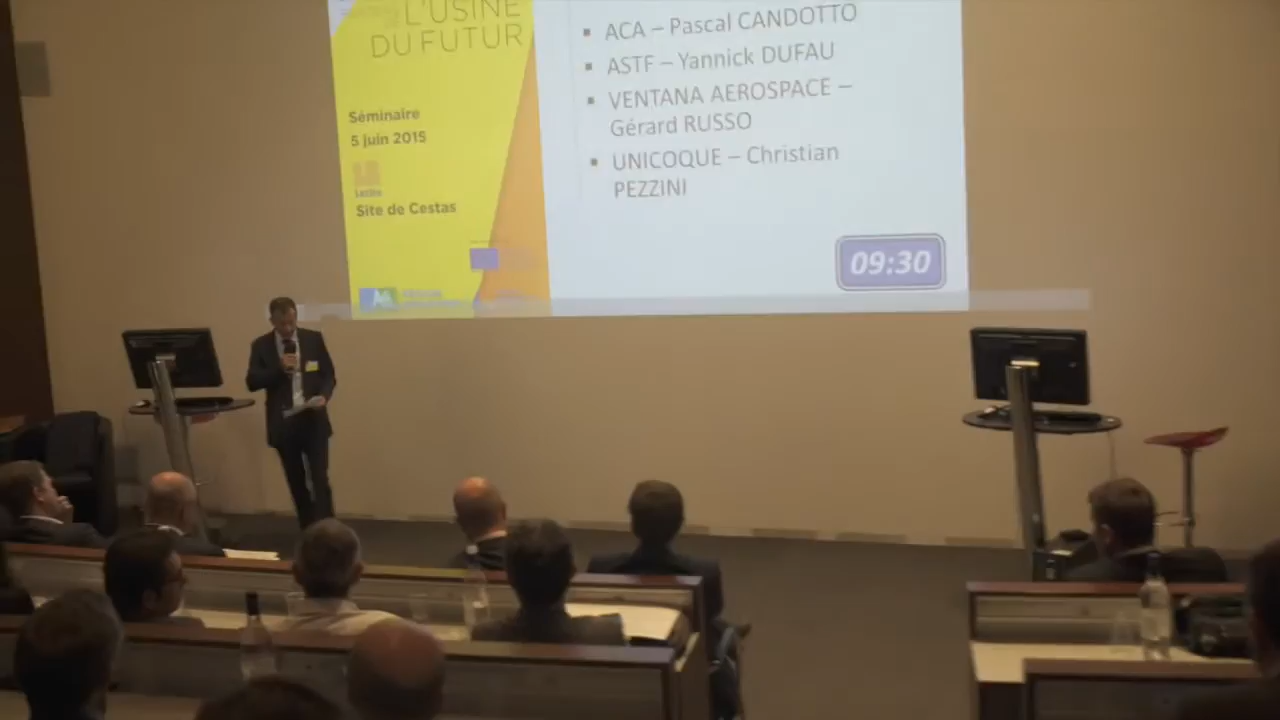 L'USINE
DU FUTUR
Séminaire
5 juin 2015
Site de Cestas
▪ ACA – Pascal CANDOTTO
▪ ASTF – Yannick DUFAU
▪ VENTANA AEROSPACE –
Gérard RUSSO
▪ UNICOQUE – Christian
PEZZINI
09:30